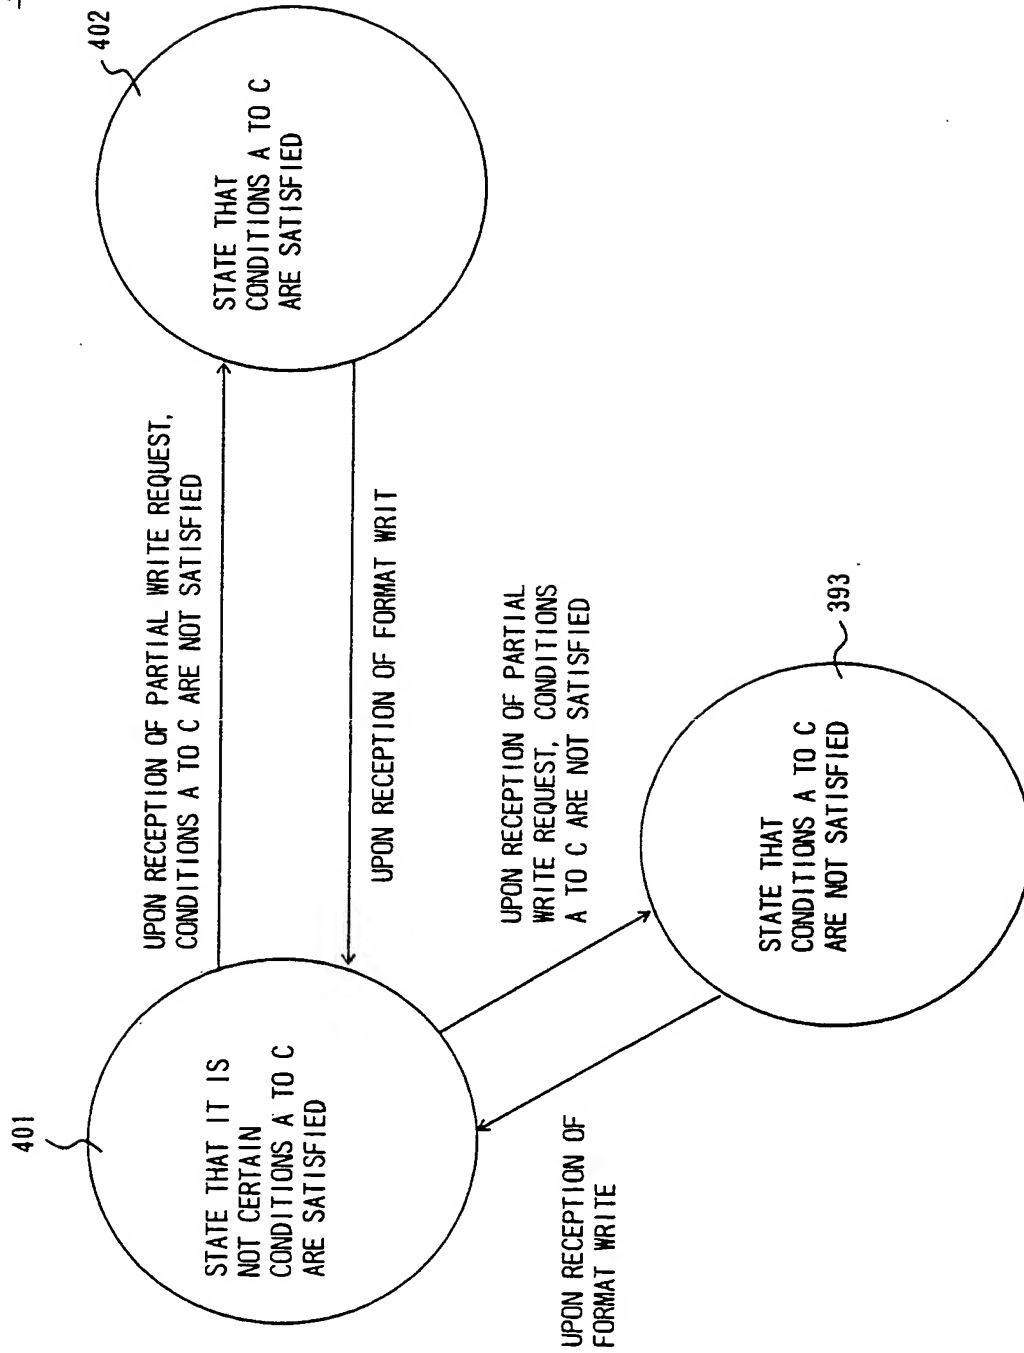 401
STATE THAT IT IS
NOT CERTAIN
CONDITIONS A TO C
ARE SATISFIED
UPON RECEPTION OF PARTIAL WRITE REQUEST,
CONDITIONS A TO C ARE NOT SATISFIED
402
STATE THAT
CONDITIONS A TO C
ARE SATISFIED
UPON RECEPTION OF FORMAT WRIT
UPON RECEPTION OF PARTIAL
WRITE REQUEST, CONDITIONS
A TO C ARE NOT SATISFIED
UPON RECEPTION OF
FORMAT WRITE
393
STATE THAT
CONDITIONS A TO C
ARE NOT SATISFIED